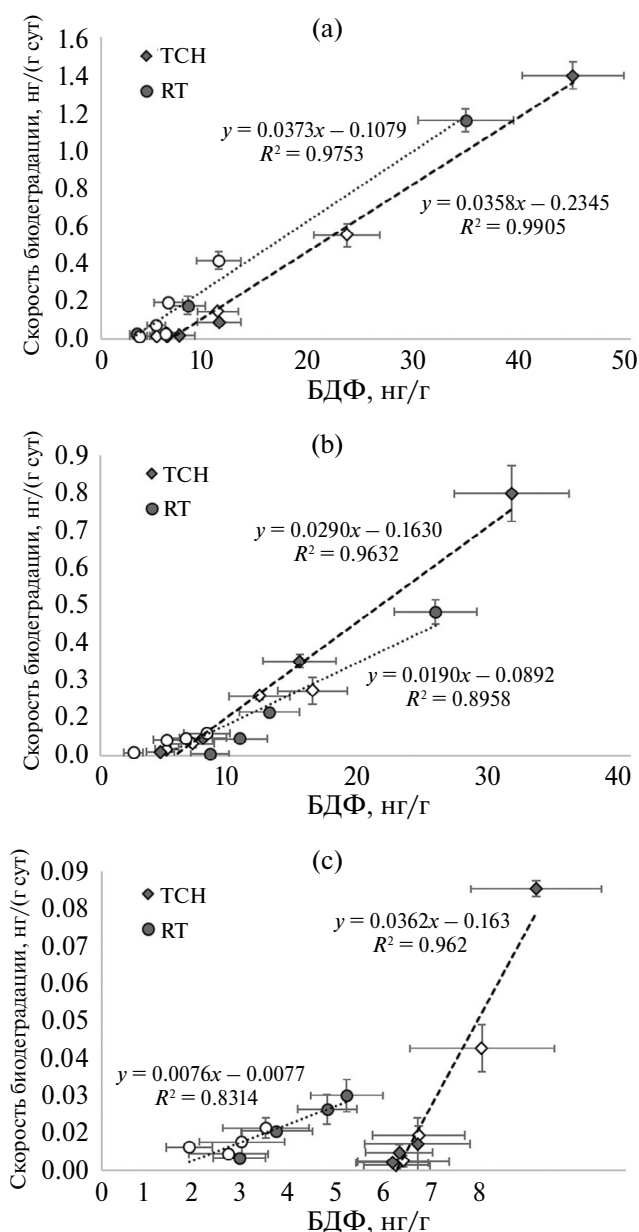 (a)
Скорость биодеградации, нг/(г сут)
1.6
1.4
1.2
1.0
0.8
0.6
0.4
0.2
0.0
TCH
RT
y = 0.0373x − 0.1079
R² = 0.9753
y = 0.0358x − 0.2345
R² = 0.9905
0 10 20 30 40 50
БДФ, нг/г
(b)
Скорость биодеградации, нг/(г сут)
0.9
0.8
0.7
0.6
0.5
0.4
0.3
0.2
0.1
0.0
TCH
RT
y = 0.0290x − 0.1630
R² = 0.9632
y = 0.0190x − 0.0892
R² = 0.8958
0 10 20 30 40
БДФ, нг/г
(c)
Скорость биодеградации, нг/(г сут)
0.09
0.08
0.07
0.06
0.05
0.04
0.03
0.02
0.01
0.00
TCH
RT
y = 0.0362x − 0.163
R² = 0.962
y = 0.0076x − 0.0077
R² = 0.8314
0 1 2 3 4 5 6 7 8
БДФ, нг/г